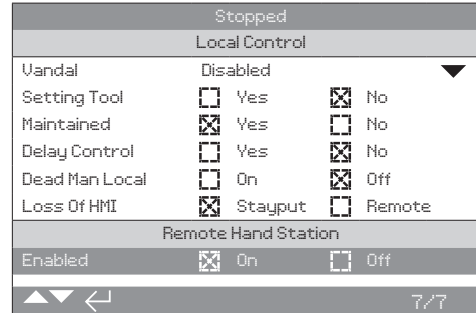 Stopped
Local Control
Vandal Disabled
Setting Tool Yes No
Maintained Yes No
Delay Control Yes No
Dead Man Local On Off
Loss Of HMI Stayput Remote
Remote Hand Station
Enabled On Off
7/7